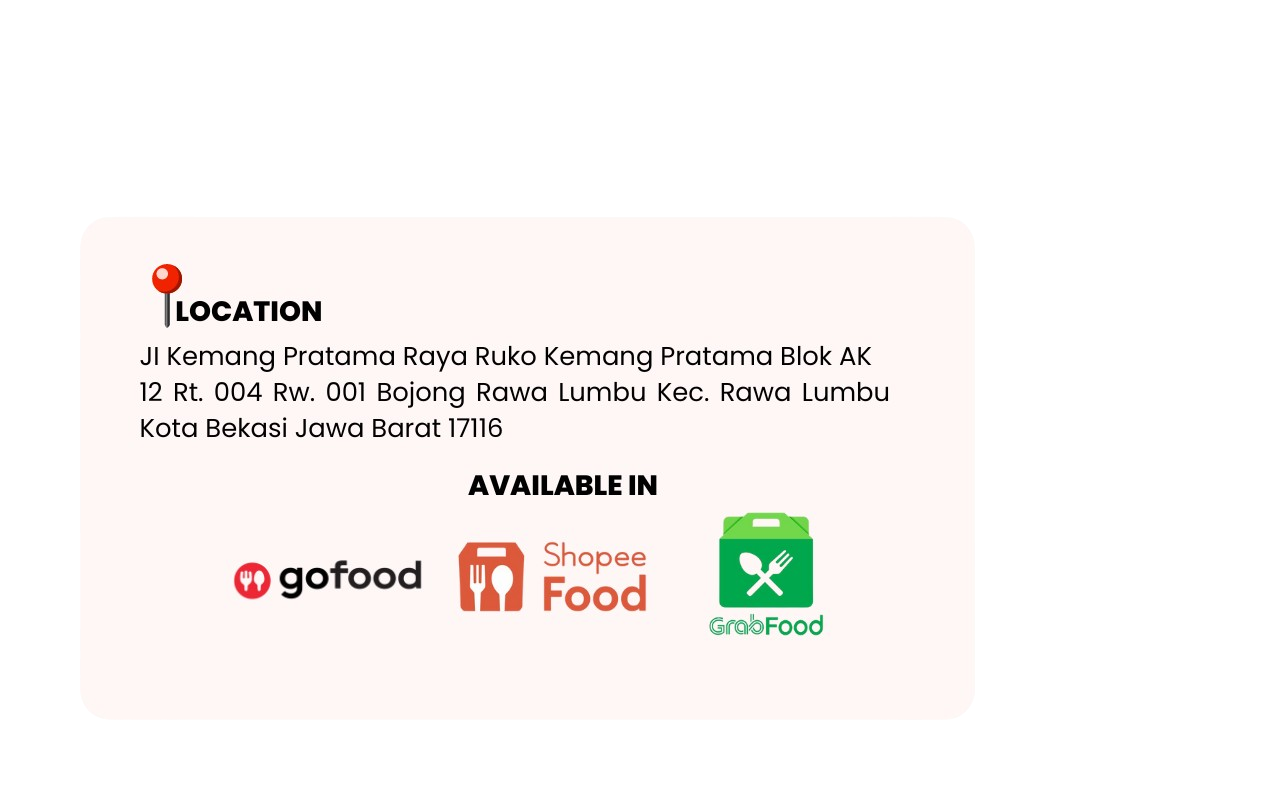 LOCATION
JI Kemang Pratama Raya Ruko Kemang Pratama Blok AK
12 Rt. 004 Rw. 001 Bojong Rawa Lumbu Kec. Rawa Lumbu
Kota Bekasi Jawa Barat 17116
AVAILABLE IN
gofood
Shopee
Food
GrabFood